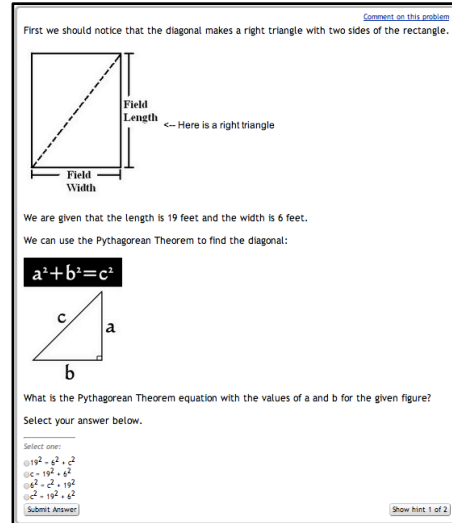 Comment on this problem
First we should notice that the diagonal makes a right triangle with two sides of the rectangle.
Field
Length
<-- Here is a right triangle
Field
Width
We are given that the length is 19 feet and the width is 6 feet.
We can use the Pythagorean Theorem to find the diagonal:
a²+b²=c²
c
a
b
What is the Pythagorean Theorem equation with the values of a and b for the given figure?
Select your answer below.
Select one:
19² = 6² + c²
c = 19² + 6²
6² = c² + 19²
c² = 19² + 6²
Submit Answer
Show hint 1 of 2